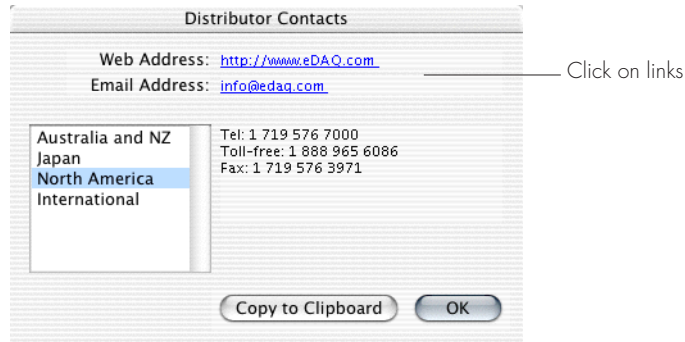 Distributor Contacts
Web Address: http://www.eDAQ.com
Email Address: info@edaq.com
Click on links
Australia and NZ
Japan
North America
International
Tel: 1 719 576 7000
Toll-free: 1 888 965 6086
Fax: 1 719 576 3971
Copy to Clipboard
OK